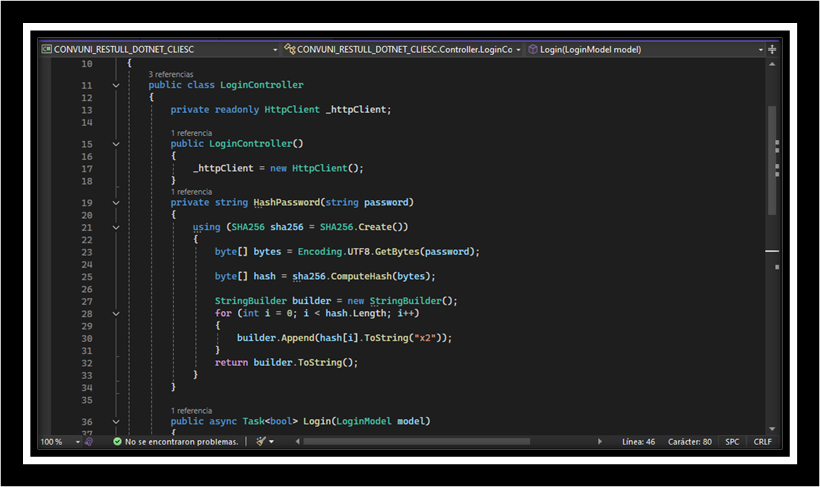 CONVUNI_RESTULL_DOTNET_CLIESC CONVUNI_RESTULL_DOTNET_CLIESC.Controller.LoginCo Login(LoginModel model)
10 {
3 referencias
11 public class LoginController
12 {
13 private readonly HttpClient _httpClient;
14
1 referencia
15 public LoginController()
16 {
17 _httpClient = new HttpClient();
18 }
1 referencia
19 private string HashPassword(string password)
20 {
21 using (SHA256 sha256 = SHA256.Create())
22 {
23 byte[] bytes = Encoding.UTF8.GetBytes(password);
24
25 byte[] hash = sha256.ComputeHash(bytes);
26
27 StringBuilder builder = new StringBuilder();
28 for (int i = 0; i < hash.Length; i++)
29 {
30 builder.Append(hash[i].ToString("x2"));
31 }
32 return builder.ToString();
33 }
34 }
35
1 referencia
36 public async Task<bool> Login(LoginModel model)
37 {
100 % No se encontraron problemas. Línea: 46 Carácter: 80 SPC CRLF